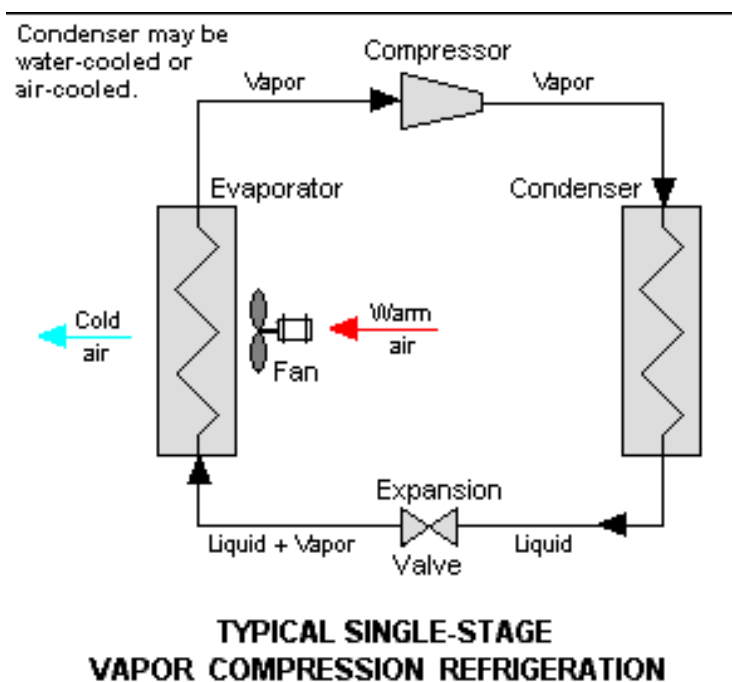 Condenser may be
water-cooled or
air-cooled.
Compressor
Vapor
Vapor
Evaporator
Condenser
Cold
air
Warm
air
Fan
Expansion
Valve
Liquid + Vapor
Liquid
TYPICAL SINGLE-STAGE
VAPOR COMPRESSION REFRIGERATION